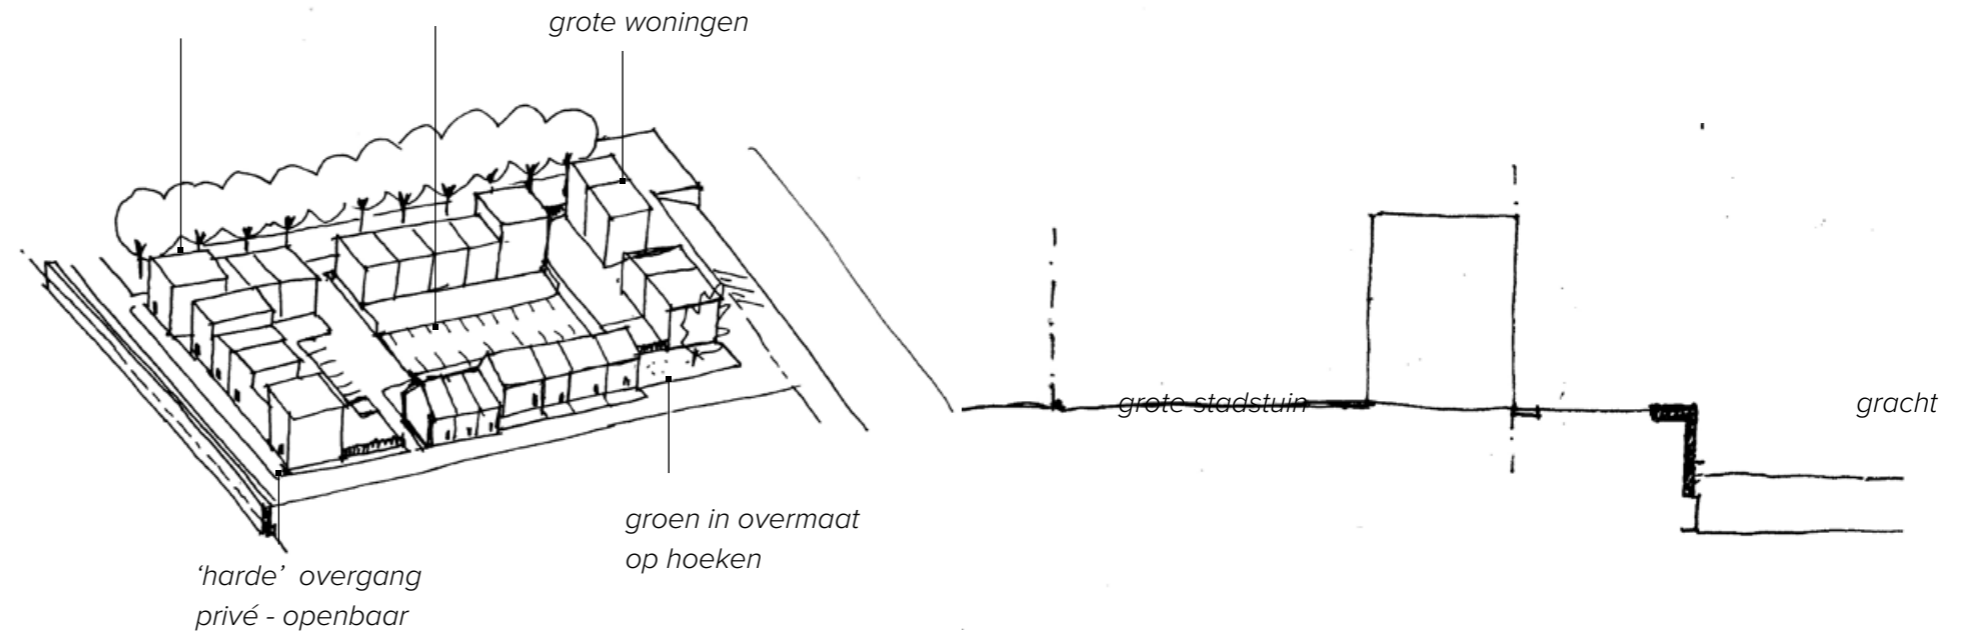 grote woningen
grote stadstuin
gracht
groen in overmaat
op hoeken
‘harde’ overgang
privé - openbaar